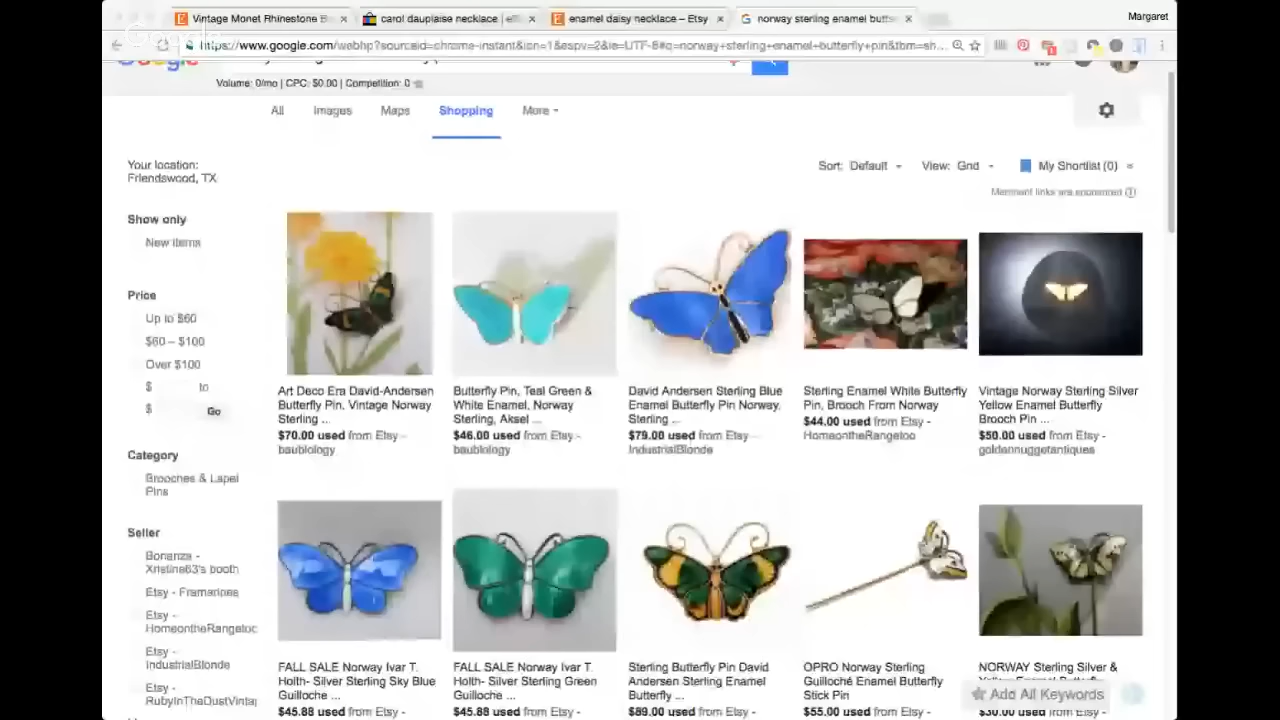 Vintage Monet Rhinestone B
carol dauplaise necklace | e
enamel daisy necklace – Etsy
norway sterling enamel butt
Margaret
https://www.google.com/webhp?sourceid=chrome-instant&ion=1&espv=2&ie=UTF-8#q=norway+sterling+enamel+butterfly+pin&tbm=sh...
Google
Volume: 0/mo | CPC: $0.00 | Competition: 0
All Images Maps Shopping More
Your location:
Friendswood, TX
Sort: Default View: Grid My Shortlist (0)
Merchant links are sponsored
Show only
New items
Price
Up to $60
$60 – $100
Over $100
$ to
$ Go
Category
Brooches & Lapel
Pins
Seller
Bonanza -
Kristine63's booth
Etsy - Framarines
Etsy -
HomeontheRangeloo
Etsy -
IndustrialBlonde
Etsy -
RubyInTheDustVintag
Art Deco Era David-Andersen
Butterfly Pin, Vintage Norway
Sterling ...
$70.00 used from Etsy -
baublology
Butterfly Pin, Teal Green &
White Enamel, Norway
Sterling, Aksel ...
$46.00 used from Etsy -
baublology
David Andersen Sterling Blue
Enamel Butterfly Pin Norway,
Sterling ...
$79.00 used from Etsy -
IndustrialBlonde
Sterling Enamel White Butterfly
Pin, Brooch From Norway
$44.00 used from Etsy -
HomeontheRangeloo
Vintage Norway Sterling Silver
Yellow Enamel Butterfly
Brooch Pin ...
$50.00 used from Etsy -
goldennuggetantiques
FALL SALE Norway Ivar T.
Holth- Silver Sterling Sky Blue
Guilloche ...
$45.88 used from Etsy -
FALL SALE Norway Ivar T.
Holth- Silver Sterling Green
Guilloche ...
$45.88 used from Etsy -
Sterling Butterfly Pin David
Andersen Sterling Enamel
Butterfly ...
$89.00 used from Etsy -
OPRO Norway Sterling
Guilloché Enamel Butterfly
Stick Pin
$55.00 used from Etsy -
NORWAY Sterling Silver &
Yellow Enamel Butterfly
$30.00 used from Etsy -
Add All Keywords